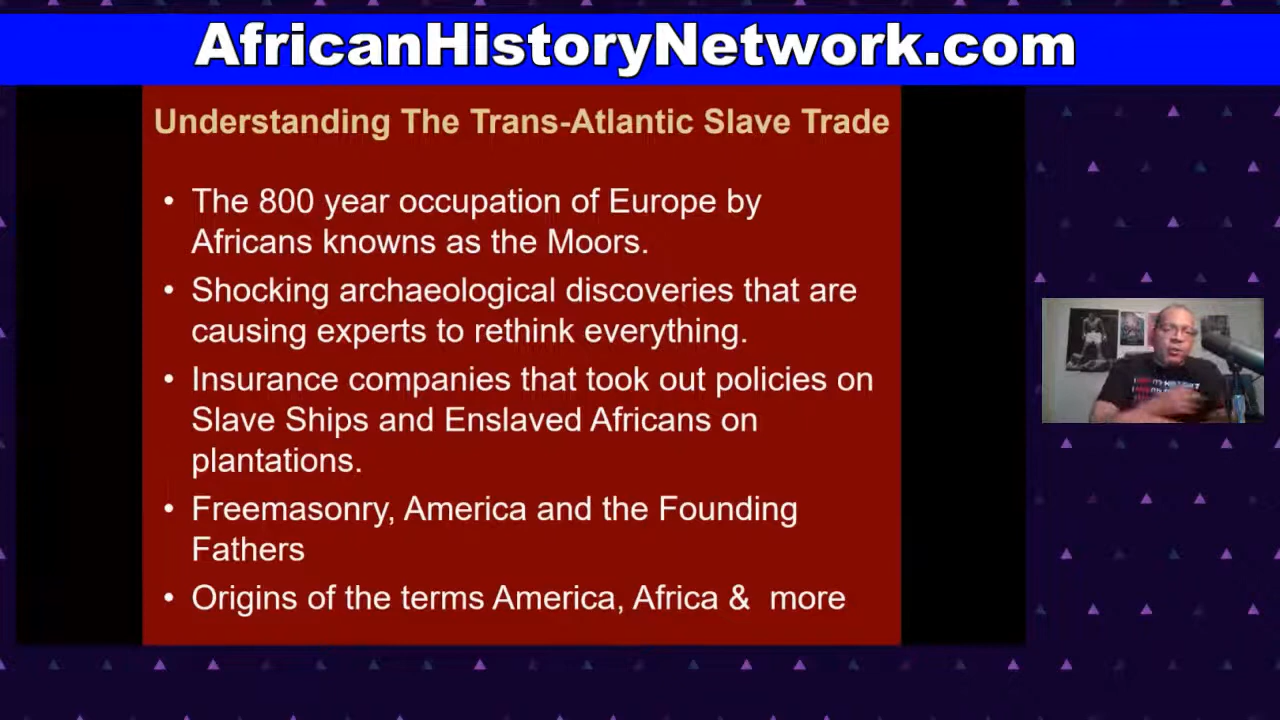 AfricanHistoryNetwork.com
Understanding The Trans-Atlantic Slave Trade
• The 800 year occupation of Europe by
Africans knowns as the Moors.
• Shocking archaeological discoveries that are
causing experts to rethink everything.
• Insurance companies that took out policies on
Slave Ships and Enslaved Africans on
plantations.
• Freemasonry, America and the Founding
Fathers
• Origins of the terms America, Africa &  more